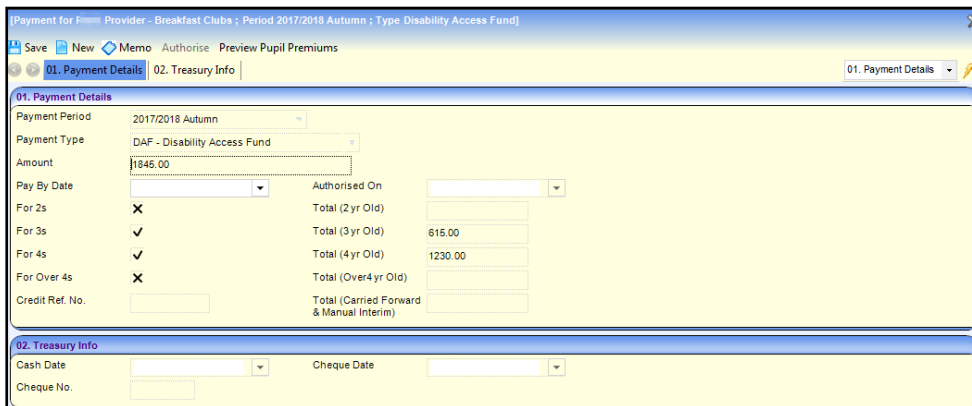 [Payment for Provider - Breakfast Clubs ; Period 2017/2018 Autumn ; Type Disability Access Fund]
Save New Memo Authorise Preview Pupil Premiums
01. Payment Details 02. Treasury Info 01. Payment Details
01. Payment Details
Payment Period 2017/2018 Autumn
Payment Type DAF - Disability Access Fund
Amount 1845.00
Pay By Date Authorised On
For 2s Total (2 yr Old)
For 3s Total (3 yr Old) 615.00
For 4s Total (4 yr Old) 1230.00
For Over 4s Total (Over4 yr Old)
Credit Ref. No. Total (Carried Forward
& Manual Interim)
02. Treasury Info
Cash Date Cheque Date
Cheque No.